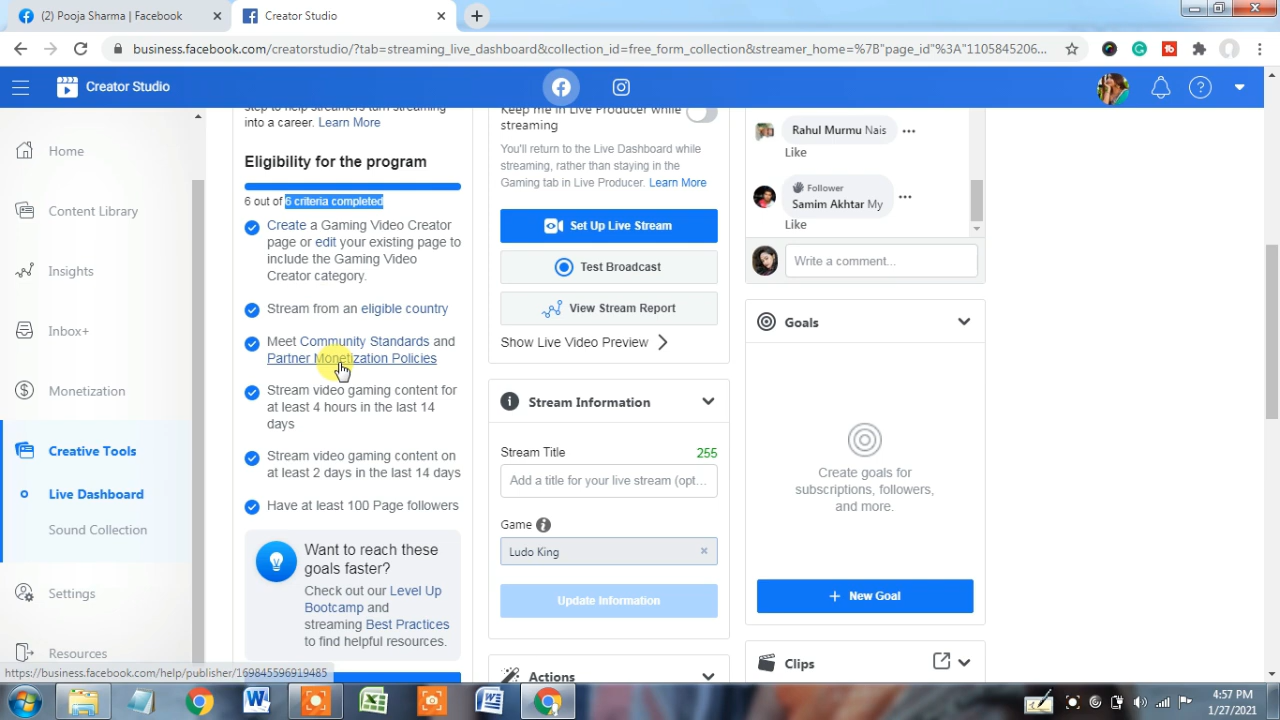 (2) Pooja Sharma | Facebook
Creator Studio
business.facebook.com/creatorstudio/?tab=streaming_live_dashboard&collection_id=free_form_collection&streamer_home=%7B"page_id"%3A"1105845206...
Creator Studio
Home
Content Library
Insights
Inbox+
Monetization
Creative Tools
Live Dashboard
Sound Collection
Settings
Resources
step to help streamers turn streaming
into a career. Learn More
Eligibility for the program
6 out of 6 criteria completed
Create a Gaming Video Creator
page or edit your existing page to
include the Gaming Video
Creator category.
Stream from an eligible country
Meet Community Standards and
Partner Monetization Policies
Stream video gaming content for
at least 4 hours in the last 14
days
Stream video gaming content on
at least 2 days in the last 14 days
Have at least 100 Page followers
Want to reach these
goals faster?
Check out our Level Up
Bootcamp and
streaming Best Practices
to find helpful resources.
Keep me in Live Producer while
streaming
You'll return to the Live Dashboard while
streaming, rather than staying in the
Gaming tab in Live Producer. Learn More
Set Up Live Stream
Test Broadcast
View Stream Report
Show Live Video Preview
Stream Information
Stream Title
255
Add a title for your live stream (opt...
Game
Ludo King
Update Information
Actions
Rahul Murmu Nais
Like
Follower
Samim Akhtar My
Like
Write a comment...
Goals
Create goals for
subscriptions, followers,
and more.
New Goal
Clips
https://business.facebook.com/help/publisher/169845596919485
4:57 PM
1/27/2021